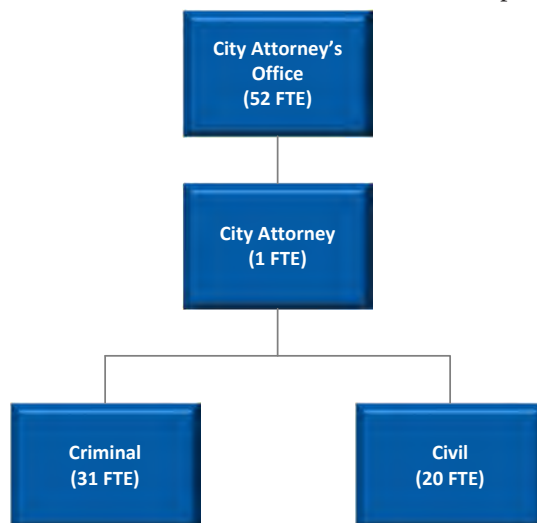 City Attorney’s
Office
(52 FTE)
City Attorney
(1 FTE)
Criminal
(31 FTE)
Civil
(20 FTE)